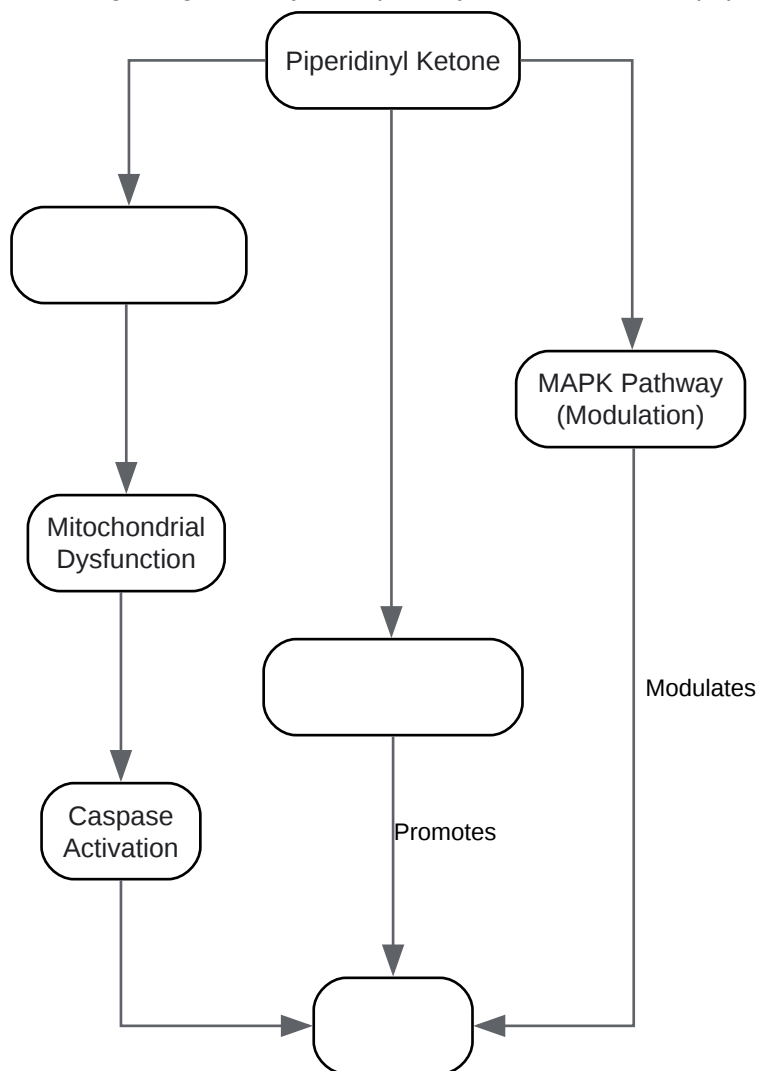 Piperidinyl Ketone
MAPK Pathway
(Modulation)
Mitochondrial
Dysfunction
Modulates
Caspase
Activation
Promotes